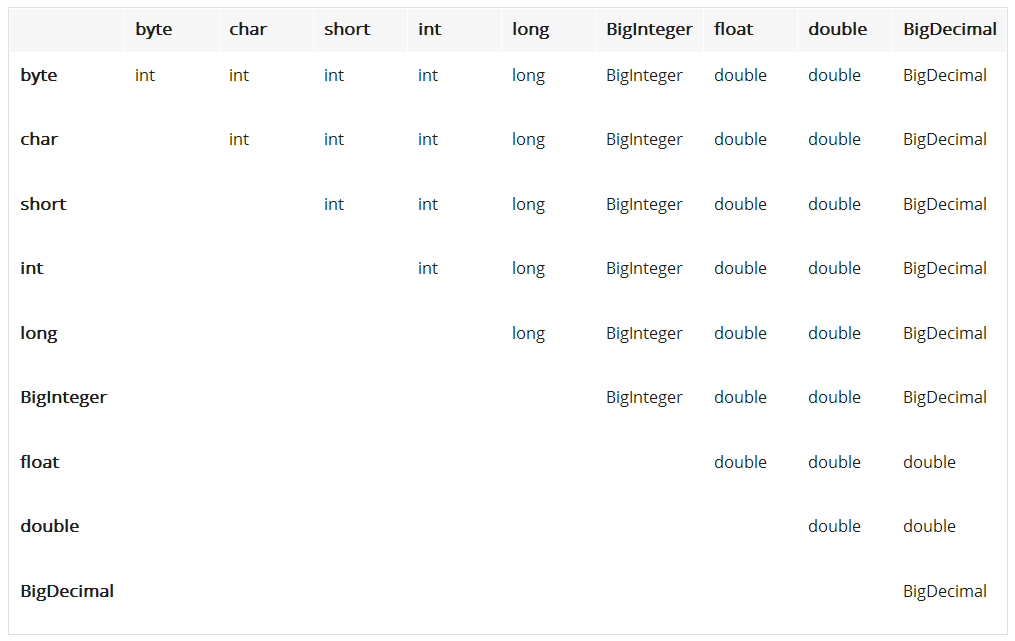 byte char short int long BigInteger float double BigDecimal
byte int int int int long BigInteger double double BigDecimal
char int int int long BigInteger double double BigDecimal
short int int long BigInteger double double BigDecimal
int int long BigInteger double double BigDecimal
long long BigInteger double double BigDecimal
BigInteger BigInteger double double BigDecimal
float double double double
double double double
BigDecimal BigDecimal